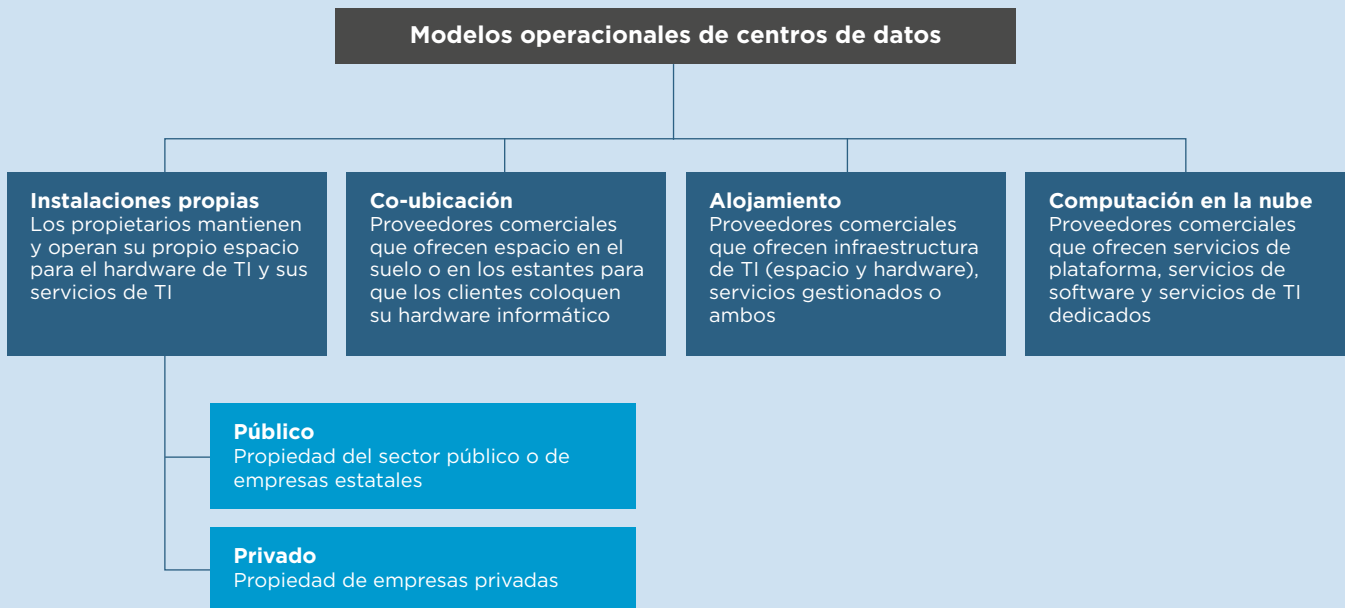 Modelos operacionales de centros de datos
Instalaciones propias
Los propietarios mantienen
y operan su propio espacio
para el hardware de TI y sus
servicios de TI
Co-ubicación
Proveedores comerciales
que ofrecen espacio en el
suelo o en los estantes para
que los clientes coloquen
su hardware informático
Alojamiento
Proveedores comerciales
que ofrecen infraestructura
de TI (espacio y hardware),
servicios gestionados o
ambos
Computación en la nube
Proveedores comerciales
que ofrecen servicios de
plataforma, servicios de
software y servicios de TI
dedicados
Público
Propiedad del sector público o de
empresas estatales
Privado
Propiedad de empresas privadas